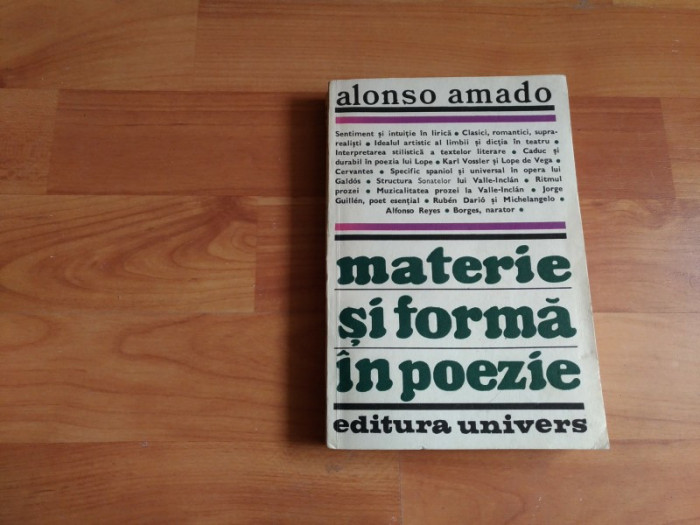 alonso amado
Sentiment și intuiție în lirică • Clasici, romantici, supra-
realiști • Idealul artistic al limbii și dicția în teatru •
Interpretarea stilistică a textelor literare • Caduc și
durabil în poezia lui Lope • Karl Vossler și Lope de Vega •
Cervantes • Specific spaniol și universal în opera lui
Galdós • Structura Sonatelor lui Valle-Inclán • Ritmul
prozei • Muzicalitatea prozei la Valle-Inclán • Jorge
Guillén, poet esențial • Rubén Darió și Michelangelo •
Alfonso Reyes • Borges, narator •
materie
și formă
în poezie
editura univers